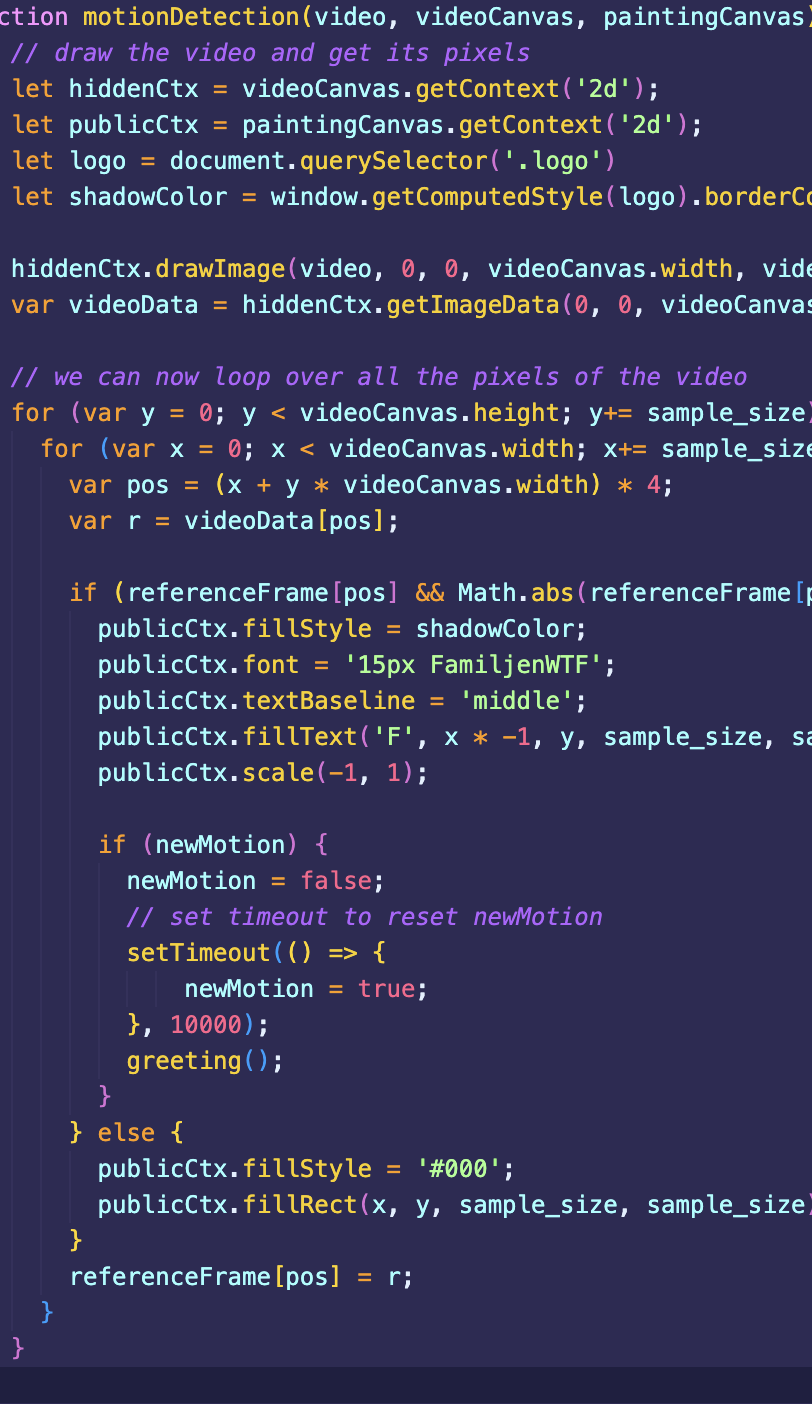 ction motionDetection(video, videoCanvas, paintingCanvas)
// draw the video and get its pixels
let hiddenCtx = videoCanvas.getContext('2d');
let publicCtx = paintingCanvas.getContext('2d');
let logo = document.querySelector('.logo')
let shadowColor = window.getComputedStyle(logo).borderCo
hiddenCtx.drawImage(video, 0, 0, videoCanvas.width, vide
var videoData = hiddenCtx.getImageData(0, 0, videoCanvas
// we can now loop over all the pixels of the video
for (var y = 0; y < videoCanvas.height; y+= sample_size)
for (var x = 0; x < videoCanvas.width; x+= sample_size
var pos = (x + y * videoCanvas.width) * 4;
var r = videoData[pos];
if (referenceFrame[pos] && Math.abs(referenceFrame[p
publicCtx.fillStyle = shadowColor;
publicCtx.font = '15px FamiljenWTF';
publicCtx.textBaseline = 'middle';
publicCtx.fillText('F', x * -1, y, sample_size, sa
publicCtx.scale(-1, 1);
if (newMotion) {
newMotion = false;
// set timeout to reset newMotion
setTimeout(() => {
newMotion = true;
}, 10000);
greeting();
}
} else {
publicCtx.fillStyle = '#000';
publicCtx.fillRect(x, y, sample_size, sample_size)
}
referenceFrame[pos] = r;
}
}